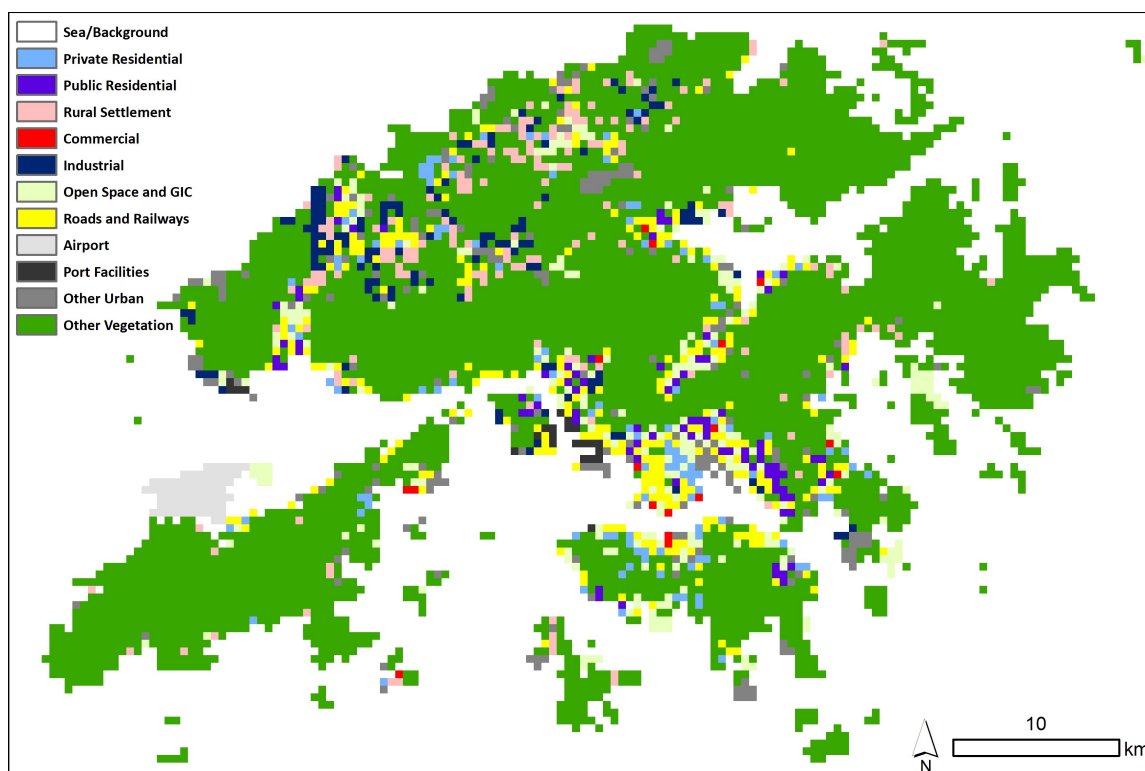 Sea/Background
Private Residential
Public Residential
Rural Settlement
Commercial
Industrial
Open Space and GIC
Roads and Railways
Airport
Port Facilities
Other Urban
Other Vegetation
10
km
N